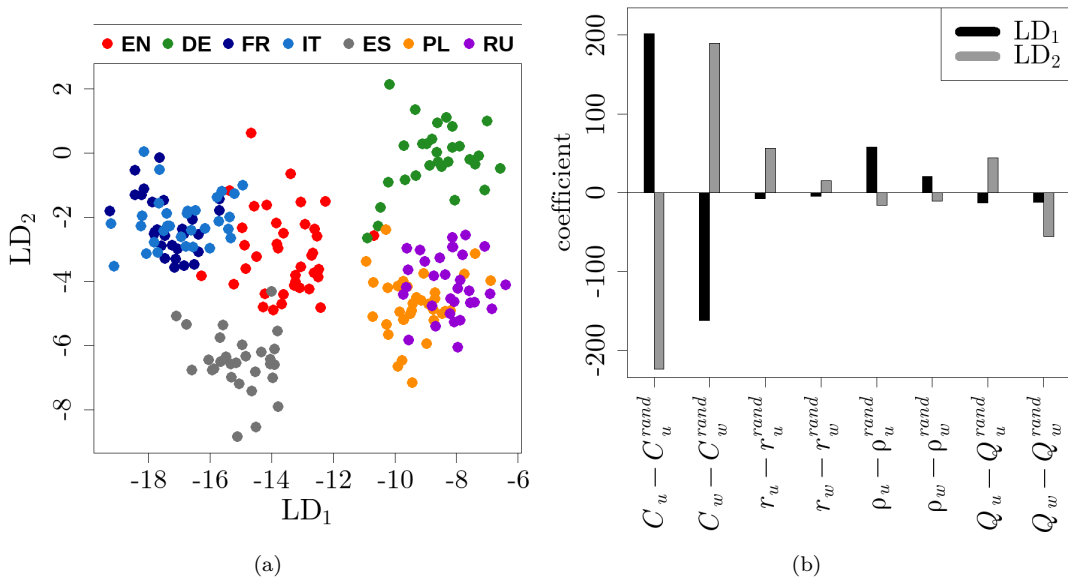 EN DE FR IT ES PL RU
2
0
-2
-4
-6
-8
LD₂
-18 -16 -14 -12 -10 -8 -6
LD₁
(a)
LD₁
LD₂
200
100
0
-100
-200
coefficient
C_u − C_u^rand
C_w − C_w^rand
r_u − r_u^rand
r_w − r_w^rand
ρ_u − ρ_u^rand
ρ_w − ρ_w^rand
Q_u − Q_u^rand
Q_w − Q_w^rand
(b)